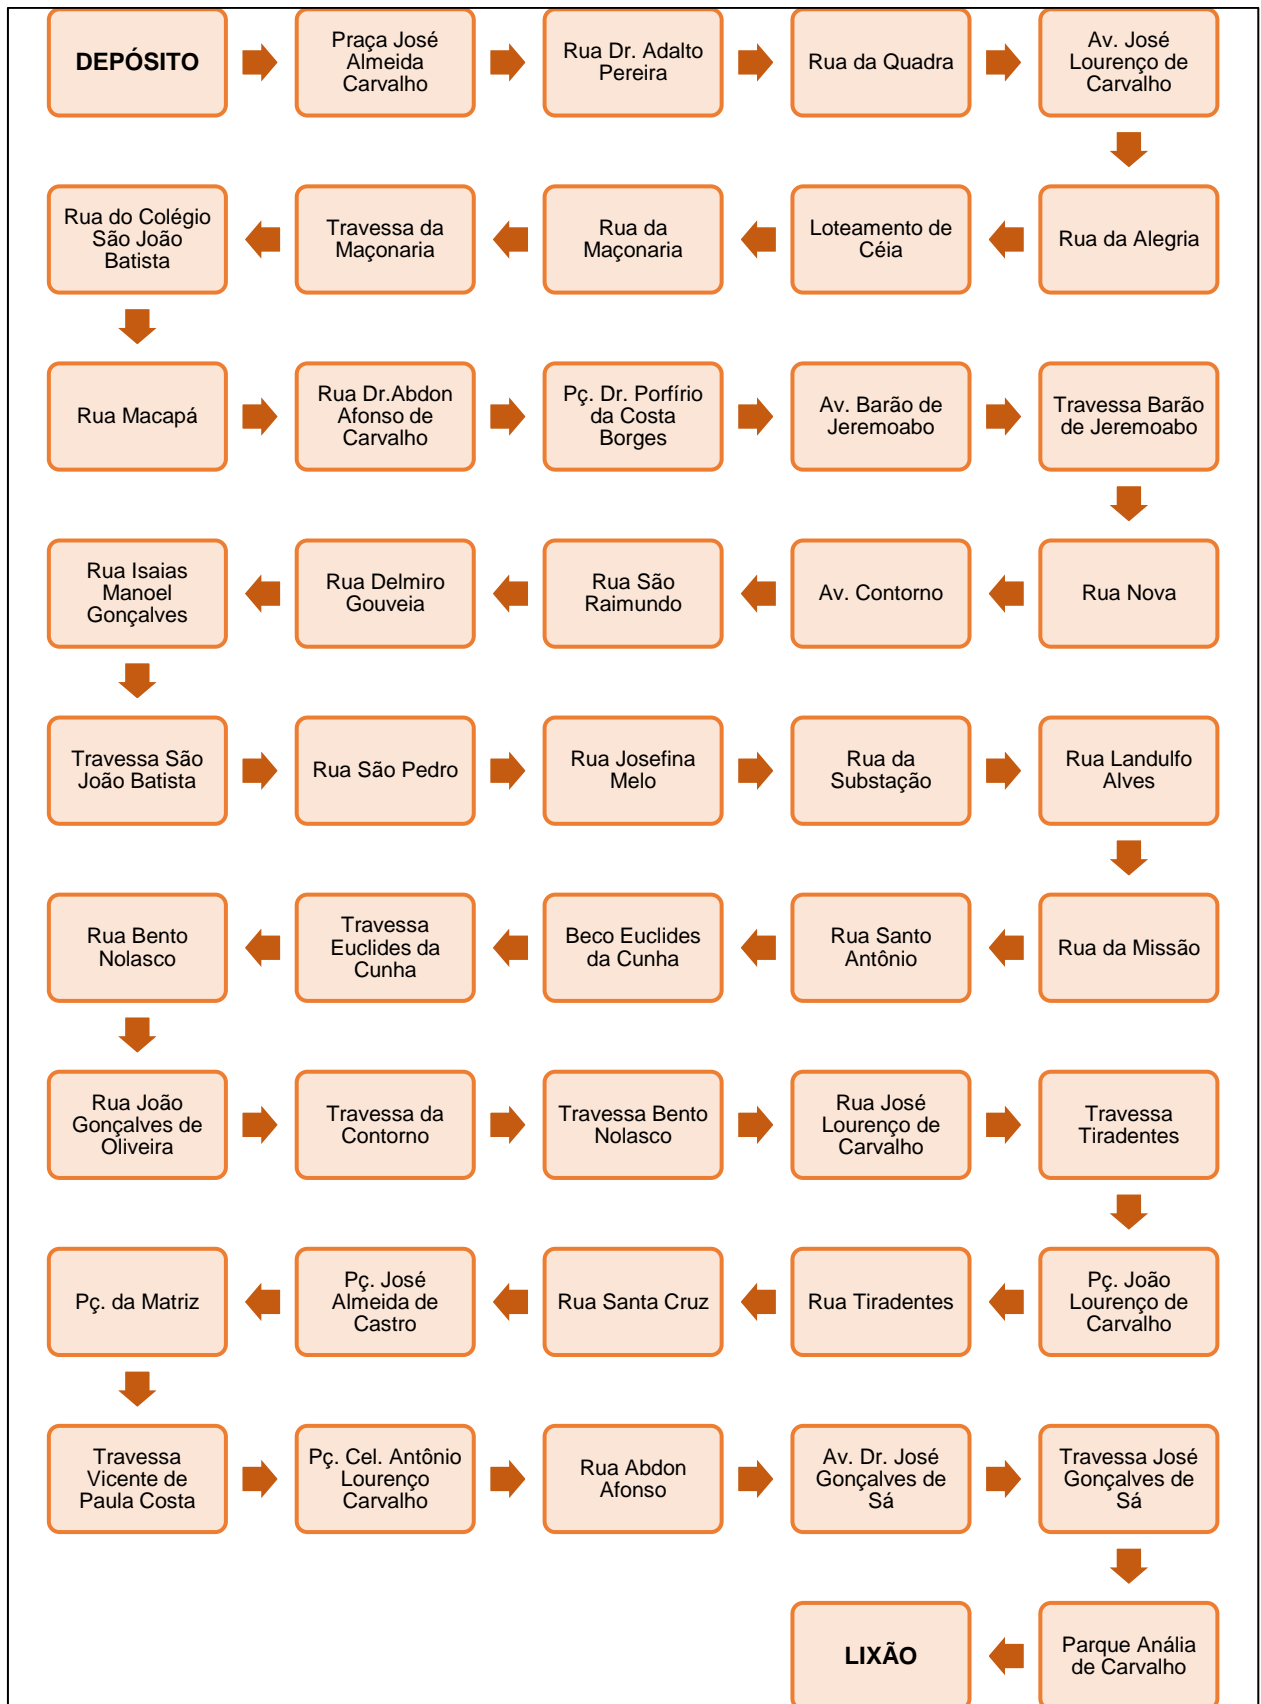 DEPÓSITO
Praça José
Almeida
Carvalho
Rua Dr. Adalto
Pereira
Rua da Quadra
Av. José
Lourenço de
Carvalho
Rua da Alegria
Loteamento de
Céia
Rua da
Maçonaria
Travessa da
Maçonaria
Rua do Colégio
São João
Batista
Rua Macapá
Rua Dr.Abdon
Afonso de
Carvalho
Pç. Dr. Porfírio
da Costa
Borges
Av. Barão de
Jeremoabo
Travessa Barão
de Jeremoabo
Rua Nova
Av. Contorno
Rua São
Raimundo
Rua Delmiro
Gouveia
Rua Isaias
Manoel
Gonçalves
Travessa São
João Batista
Rua São Pedro
Rua Josefina
Melo
Rua da
Substação
Rua Landulfo
Alves
Rua da Missão
Rua Santo
Antônio
Beco Euclides
da Cunha
Travessa
Euclides da
Cunha
Rua Bento
Nolasco
Rua João
Gonçalves de
Oliveira
Travessa da
Contorno
Travessa Bento
Nolasco
Rua José
Lourenço de
Carvalho
Travessa
Tiradentes
Pç. João
Lourenço de
Carvalho
Rua Tiradentes
Rua Santa Cruz
Pç. José
Almeida de
Castro
Pç. da Matriz
Travessa
Vicente de
Paula Costa
Pç. Cel. Antônio
Lourenço
Carvalho
Rua Abdon
Afonso
Av. Dr. José
Gonçalves de
Sá
Travessa José
Gonçalves de
Sá
Parque Anália
de Carvalho
LIXÃO